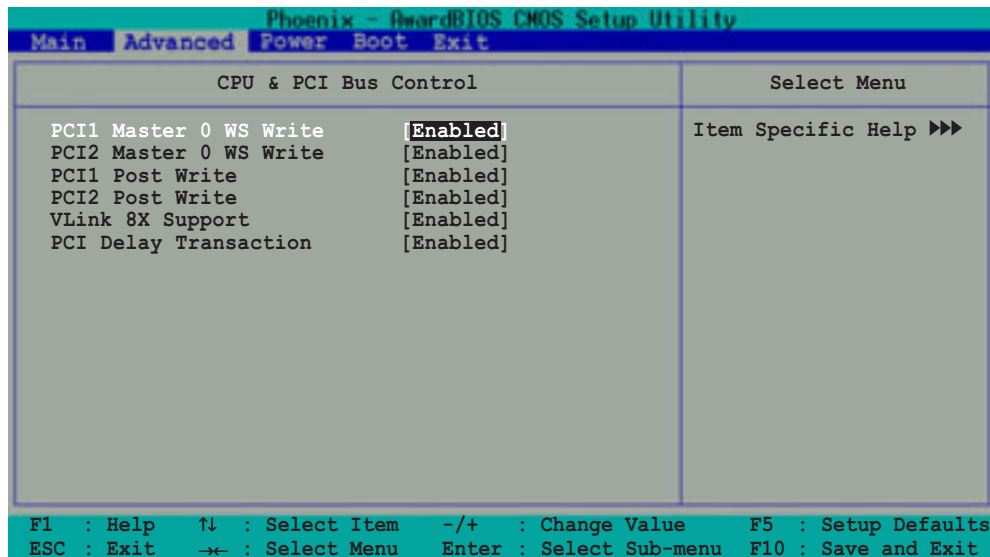 Phoenix - AwardBIOS CMOS Setup Utility
Main Advanced Power Boot Exit
CPU & PCI Bus Control Select Menu
PCI1 Master 0 WS Write [Enabled] Item Specific Help ▶▶▶
PCI2 Master 0 WS Write [Enabled]
PCI1 Post Write [Enabled]
PCI2 Post Write [Enabled]
VLink 8X Support [Enabled]
PCI Delay Transaction [Enabled]
F1 : Help ↑↓ : Select Item -/+ : Change Value F5 : Setup Defaults
ESC : Exit →← : Select Menu Enter : Select Sub-menu F10 : Save and Exit